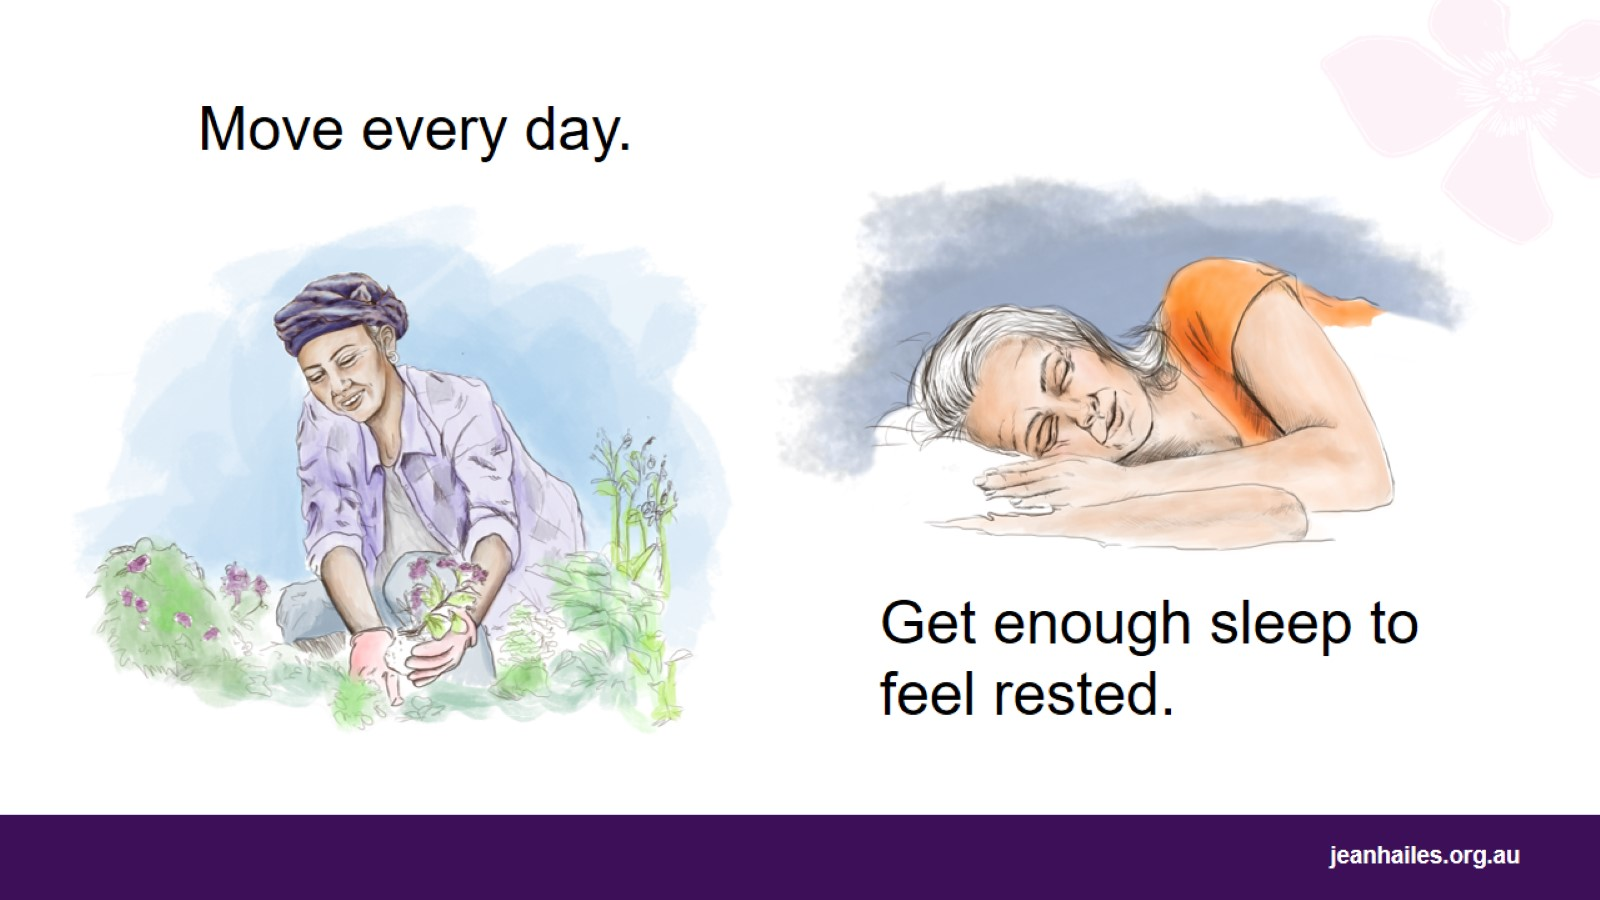 Move every day.
Get enough sleep to
feel rested.
jeanhailes.org.au